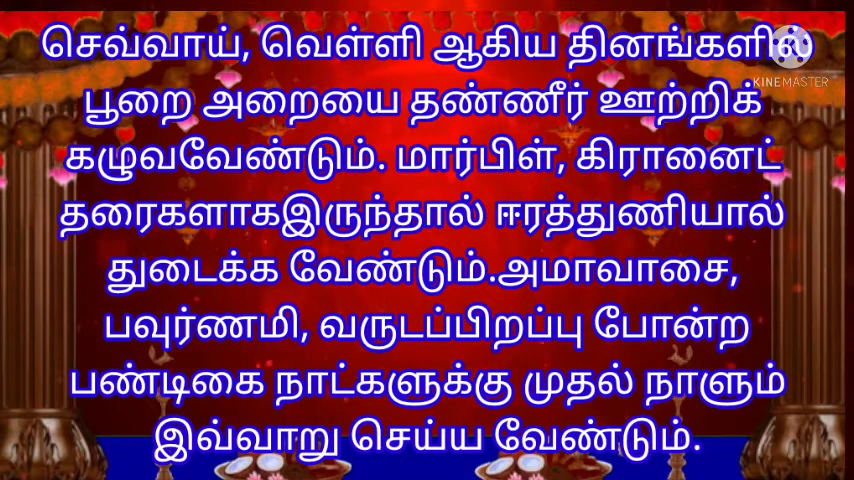 செவ்வாய், வெள்ளி ஆகிய தினங்களில்
பூறை அறையை தண்ணீர் ஊற்றிக்
கழுவவேண்டும். மார்பிள், கிரானைட்
தரைகளாகஇருந்தால் ஈரத்துணியால்
துடைக்க வேண்டும்.அமாவாசை,
பவுர்ணமி, வருடப்பிறப்பு போன்ற
பண்டிகை நாட்களுக்கு முதல் நாளும்
இவ்வாறு செய்ய வேண்டும்.
KINEMASTER